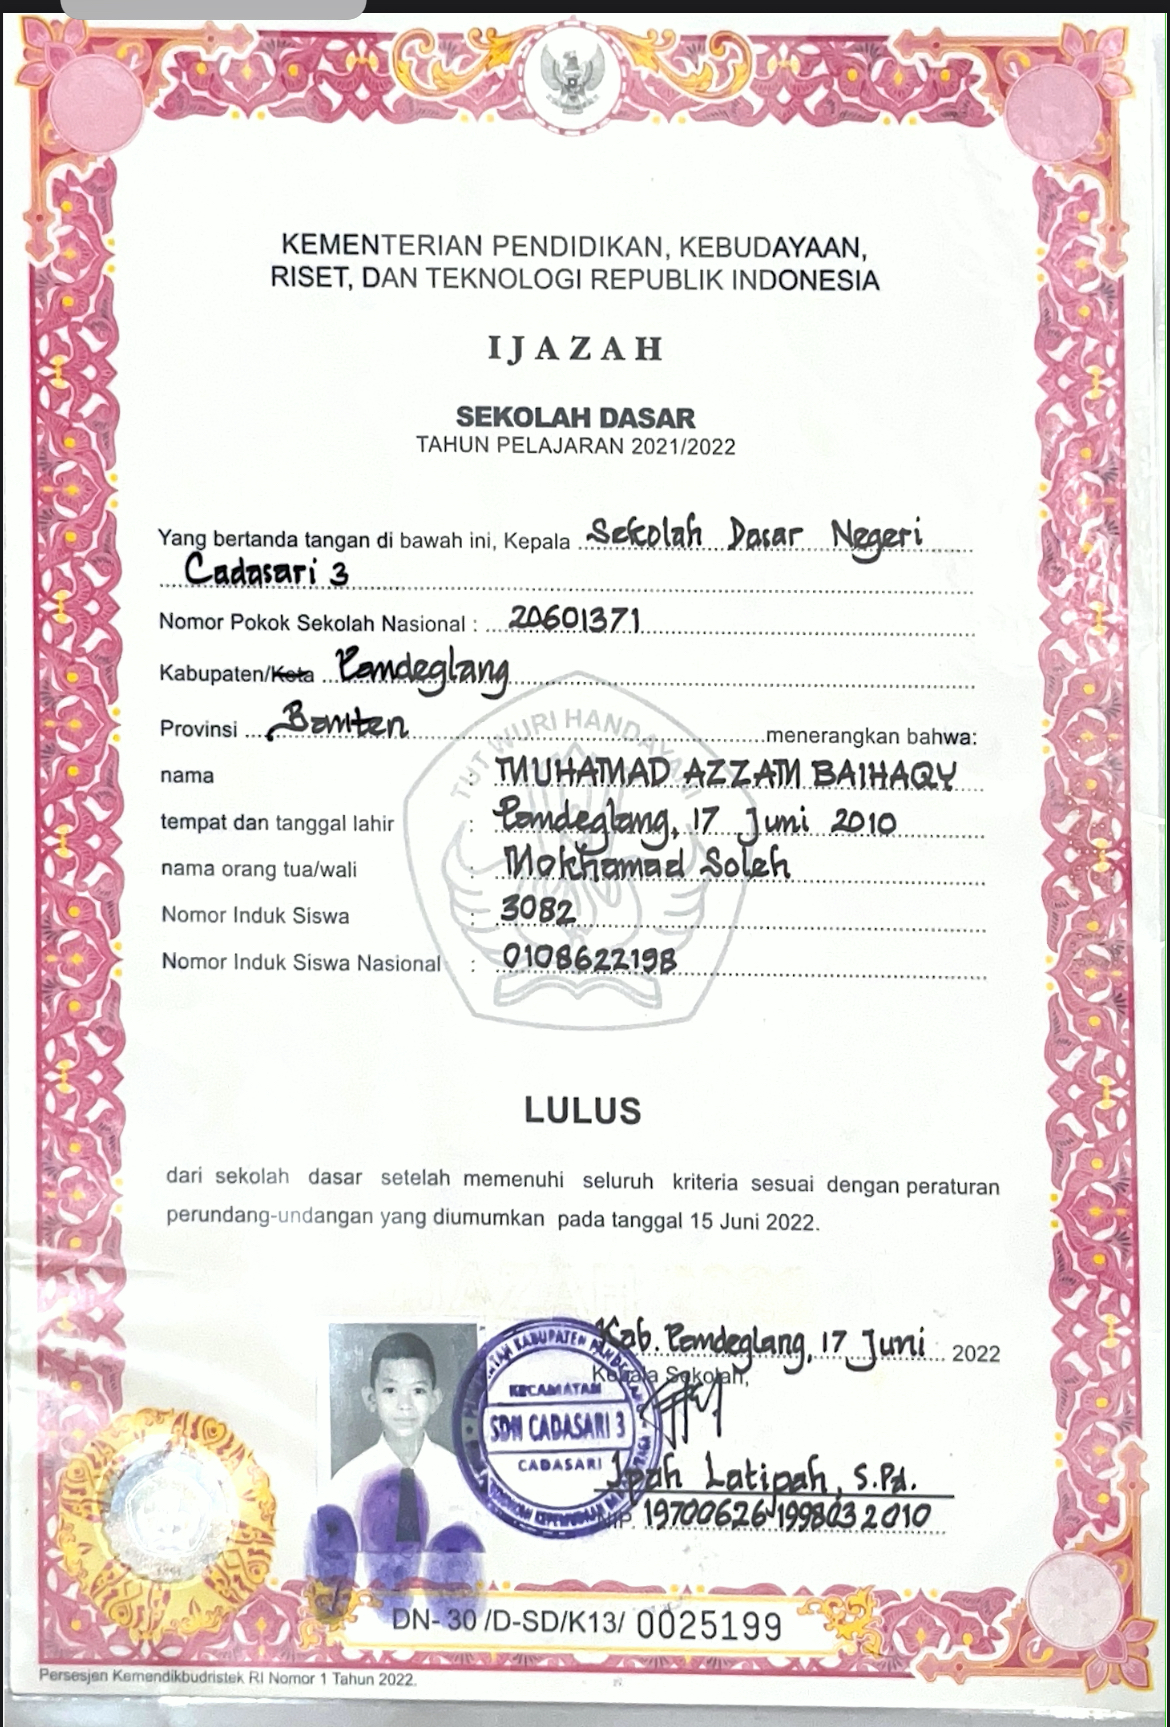 KEMENTERIAN PENDIDIKAN, KEBUDAYAAN,
RISET, DAN TEKNOLOGI REPUBLIK INDONESIA
IJAZAH
SEKOLAH DASAR
TAHUN PELAJARAN 2021/2022
Yang bertanda tangan di bawah ini, Kepala Sekolah Dasar Negeri
Cadasari 3
Nomor Pokok Sekolah Nasional : 20601371
Kabupaten/Kota Pandeglang
TUT WURI HANDAYANI
Provinsi Banten menerangkan bahwa:
nama : MUHAMAD AZZAM BAIHAQY
tempat dan tanggal lahir : Pandeglang, 17 Juni 2010
nama orang tua/wali : Mokhamad Soleh
Nomor Induk Siswa : 3082
Nomor Induk Siswa Nasional : 0108622198
LULUS
dari sekolah dasar setelah memenuhi seluruh kriteria sesuai dengan peraturan
perundang-undangan yang diumumkan pada tanggal 15 Juni 2022.
Kab. Pandeglang, 17 Juni 2022
Kepala Sekolah,
KABUPATEN
KECAMATAN
SDN CADASARI 3
CADASARI
Ipah Latipah, S.Pd.
NIP. 19700626 199803 2010
DN- 30 /D-SD/K13/ 0025199
Persesjen Kemendikbudristek RI Nomor 1 Tahun 2022.